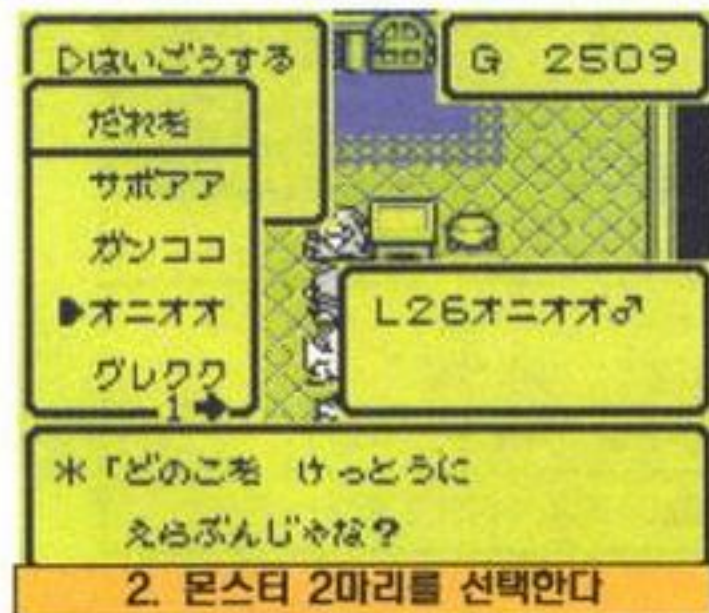 ▷はいごうする
G 2509
だれを
サボアア
ガンココ
▶オニオオ
グレクク
1 ➡
L26オニオオ♂
＊「どのこを けっとうに
えらぶんじゃな？
2. 몬스터 2마리를 선택한다